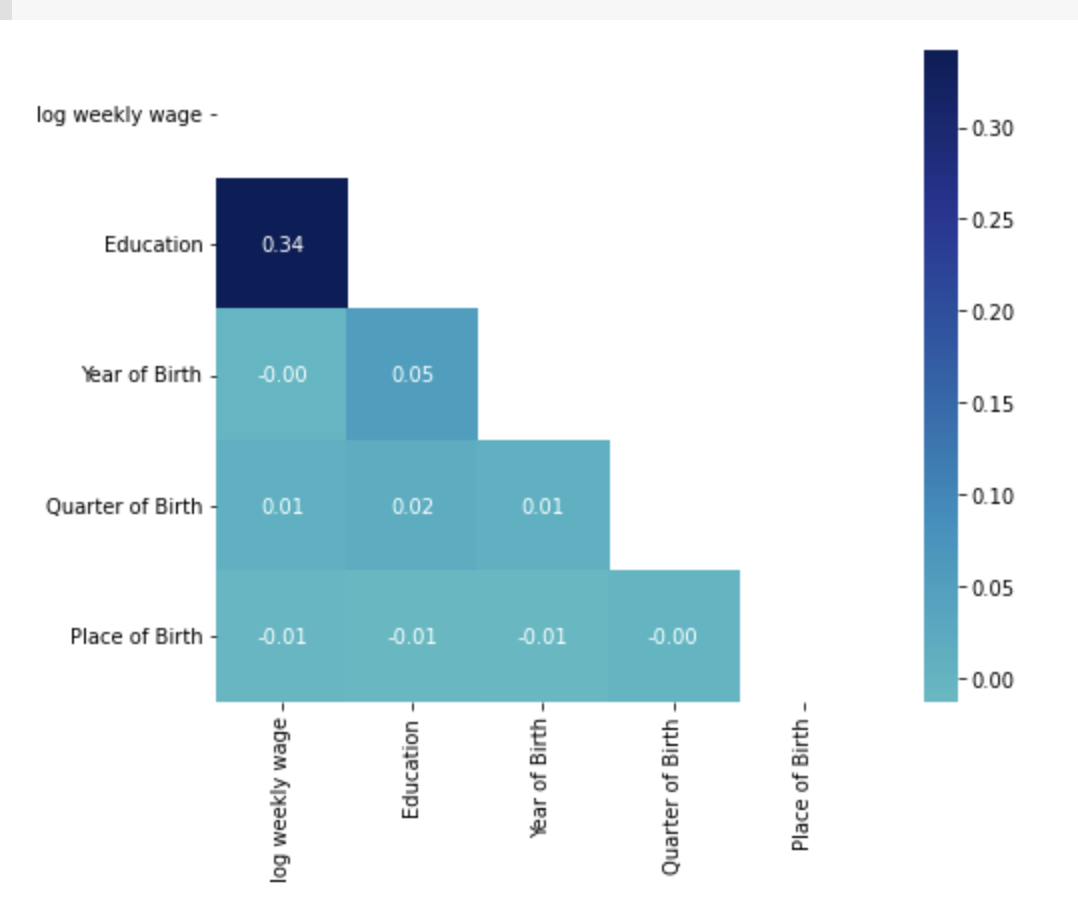 log weekly wage
Education
0.34
Year of Birth
-0.00 0.05
Quarter of Birth
0.01 0.02 0.01
Place of Birth
-0.01 -0.01 -0.01 -0.00
log weekly wage
Education
Year of Birth
Quarter of Birth
Place of Birth
0.30
0.25
0.20
0.15
0.10
0.05
0.00